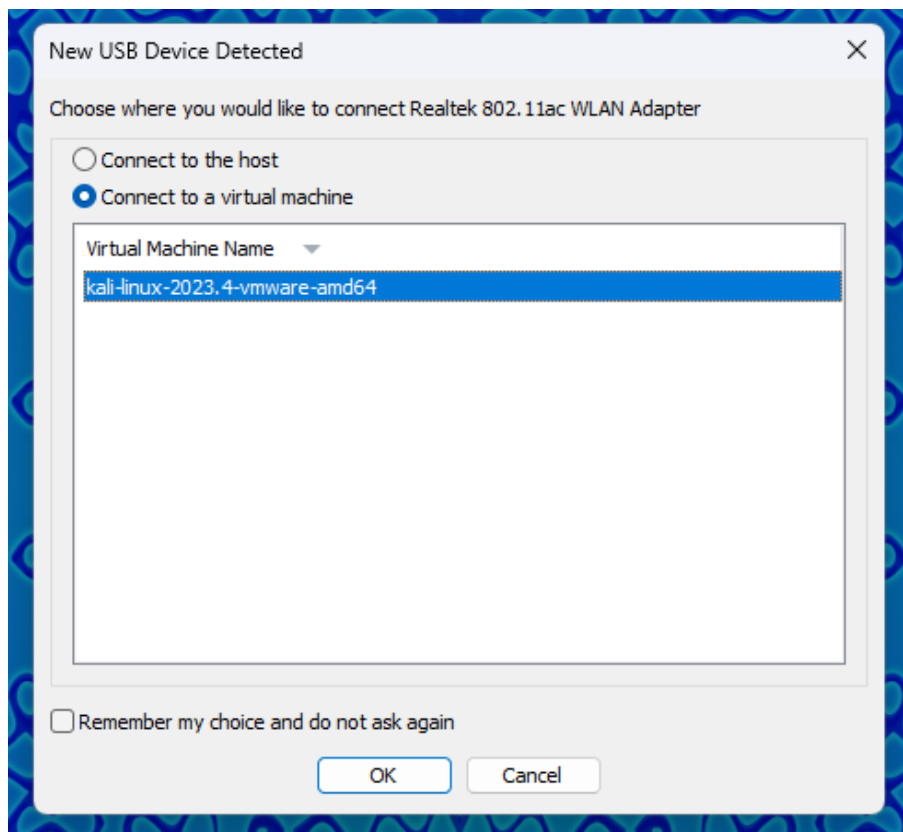 New USB Device Detected
Choose where you would like to connect Realtek 802.11ac WLAN Adapter
Connect to the host
Connect to a virtual machine
Virtual Machine Name
kali-linux-2023.4-vmware-amd64
Remember my choice and do not ask again
OK Cancel